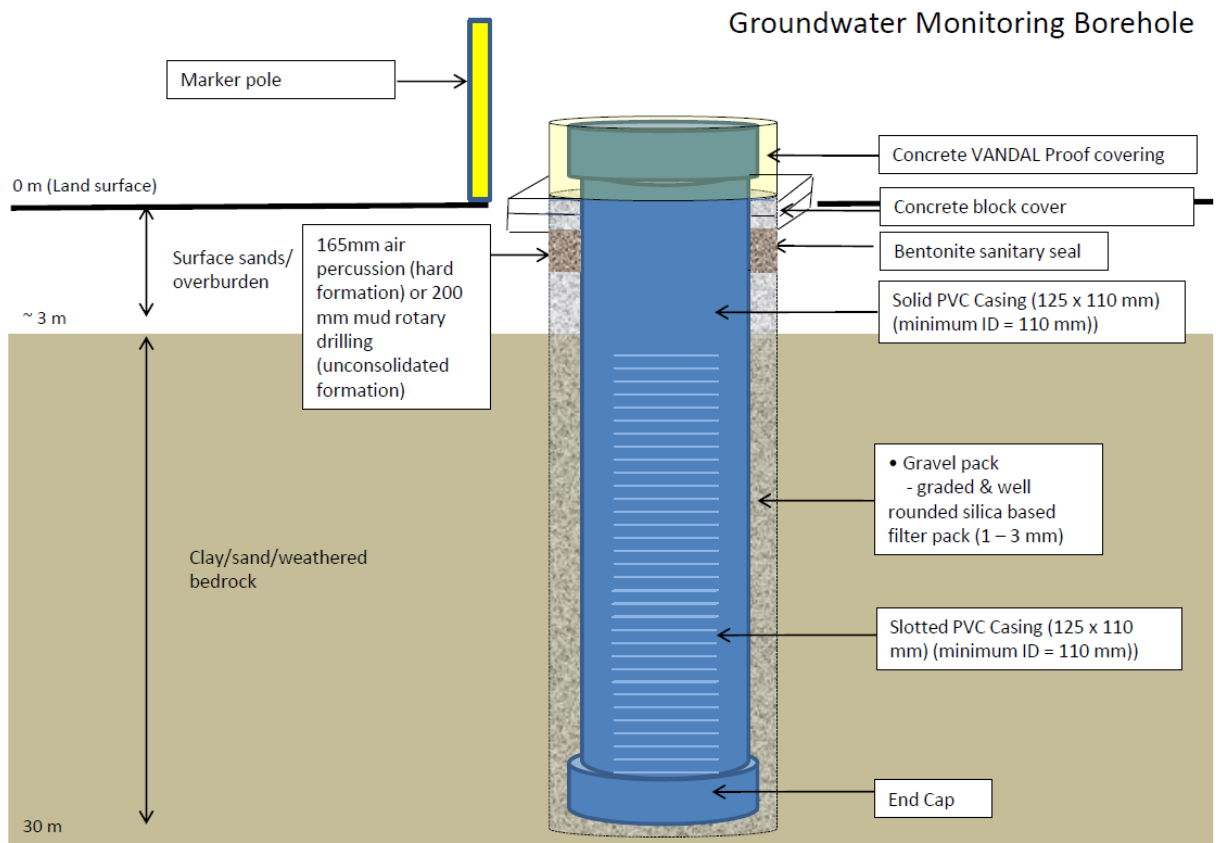 Groundwater Monitoring Borehole
Marker pole
0 m (Land surface)
Concrete VANDAL Proof covering
Concrete block cover
Bentonite sanitary seal
Surface sands/
overburden
165mm air
percussion (hard
formation) or 200
mm mud rotary
drilling
(unconsolidated
formation)
~ 3 m
Solid PVC Casing (125 x 110 mm)
(minimum ID = 110 mm))
• Gravel pack
- graded & well
rounded silica based
filter pack (1 – 3 mm)
Clay/sand/weathered
bedrock
Slotted PVC Casing (125 x 110
mm) (minimum ID = 110 mm))
End Cap
30 m